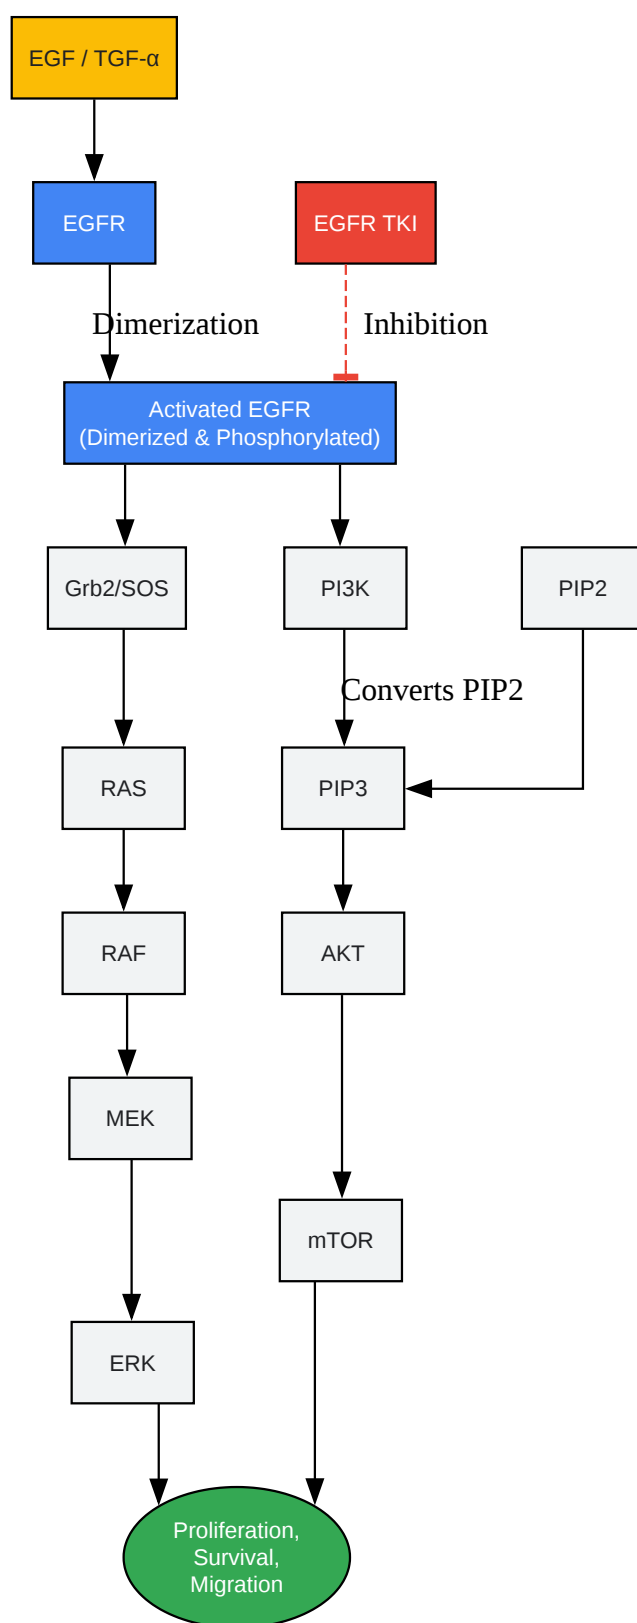 EGF / TGF-α
EGFR
EGFR TKI
Dimerization
Inhibition
Activated EGFR
(Dimerized & Phosphorylated)
Grb2/SOS
PI3K
PIP2
Converts PIP2
RAS
PIP3
RAF
AKT
MEK
mTOR
ERK
Proliferation,
Survival,
Migration